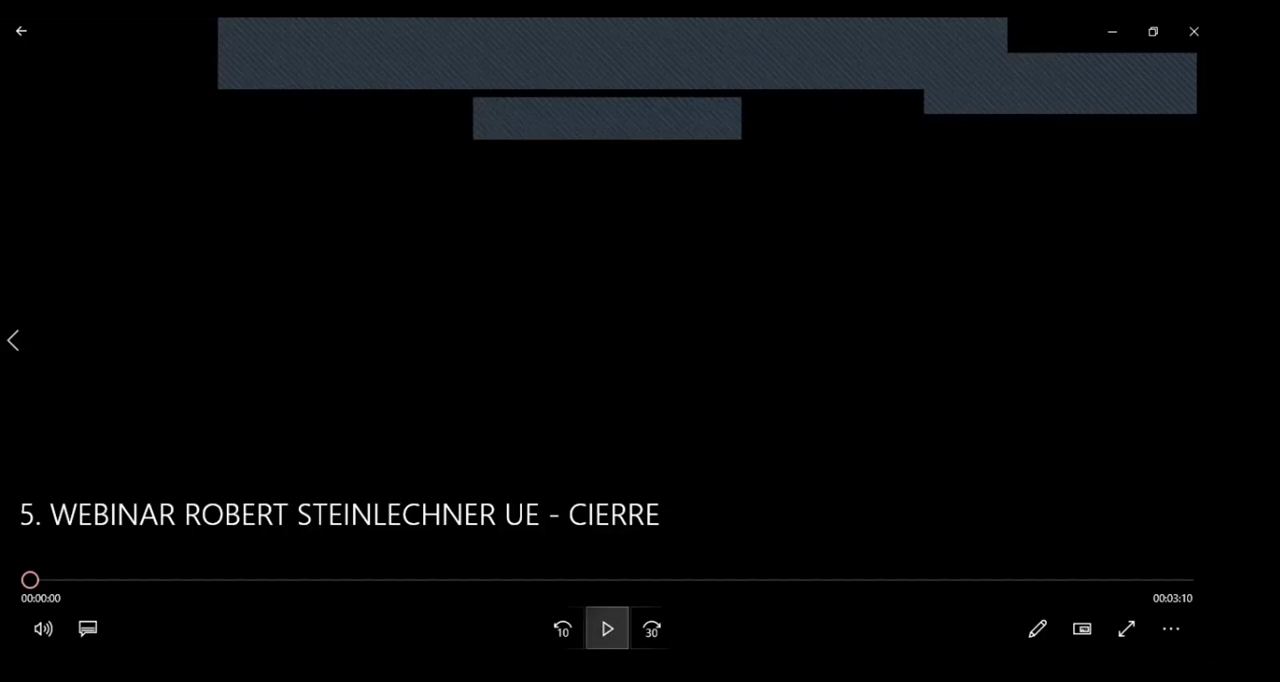 5. WEBINAR ROBERT STEINLECHNER UE - CIERRE
00:00:00
00:03:10
10
30